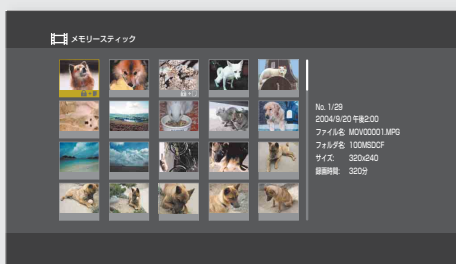 メモリースティック
No. 1/29
2004/9/20 午後2:00
ファイル名: MOV00001.MPG
フォルダ名: 100MSDCF
サイズ: 320x240
録画時間: 320分